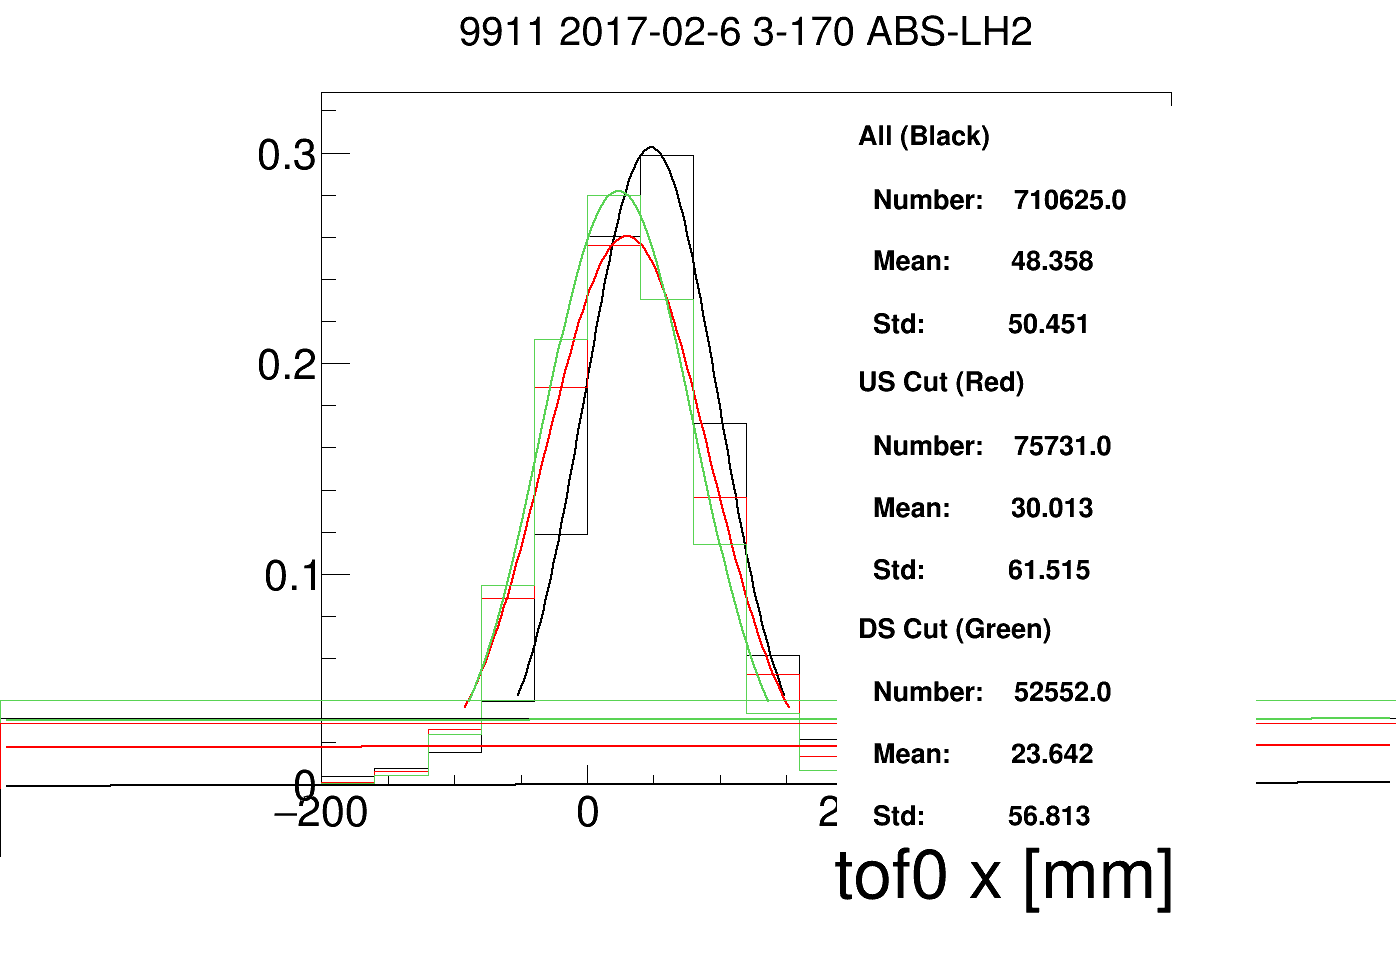 9911 2017-02-6 3-170 ABS-LH2
All (Black)
Number: 710625.0
Mean: 48.358
Std: 50.451
US Cut (Red)
Number: 75731.0
Mean: 30.013
Std: 61.515
DS Cut (Green)
Number: 52552.0
Mean: 23.642
Std: 56.813
0.3
0.2
0.1
0
−200 0 2
tof0 x [mm]